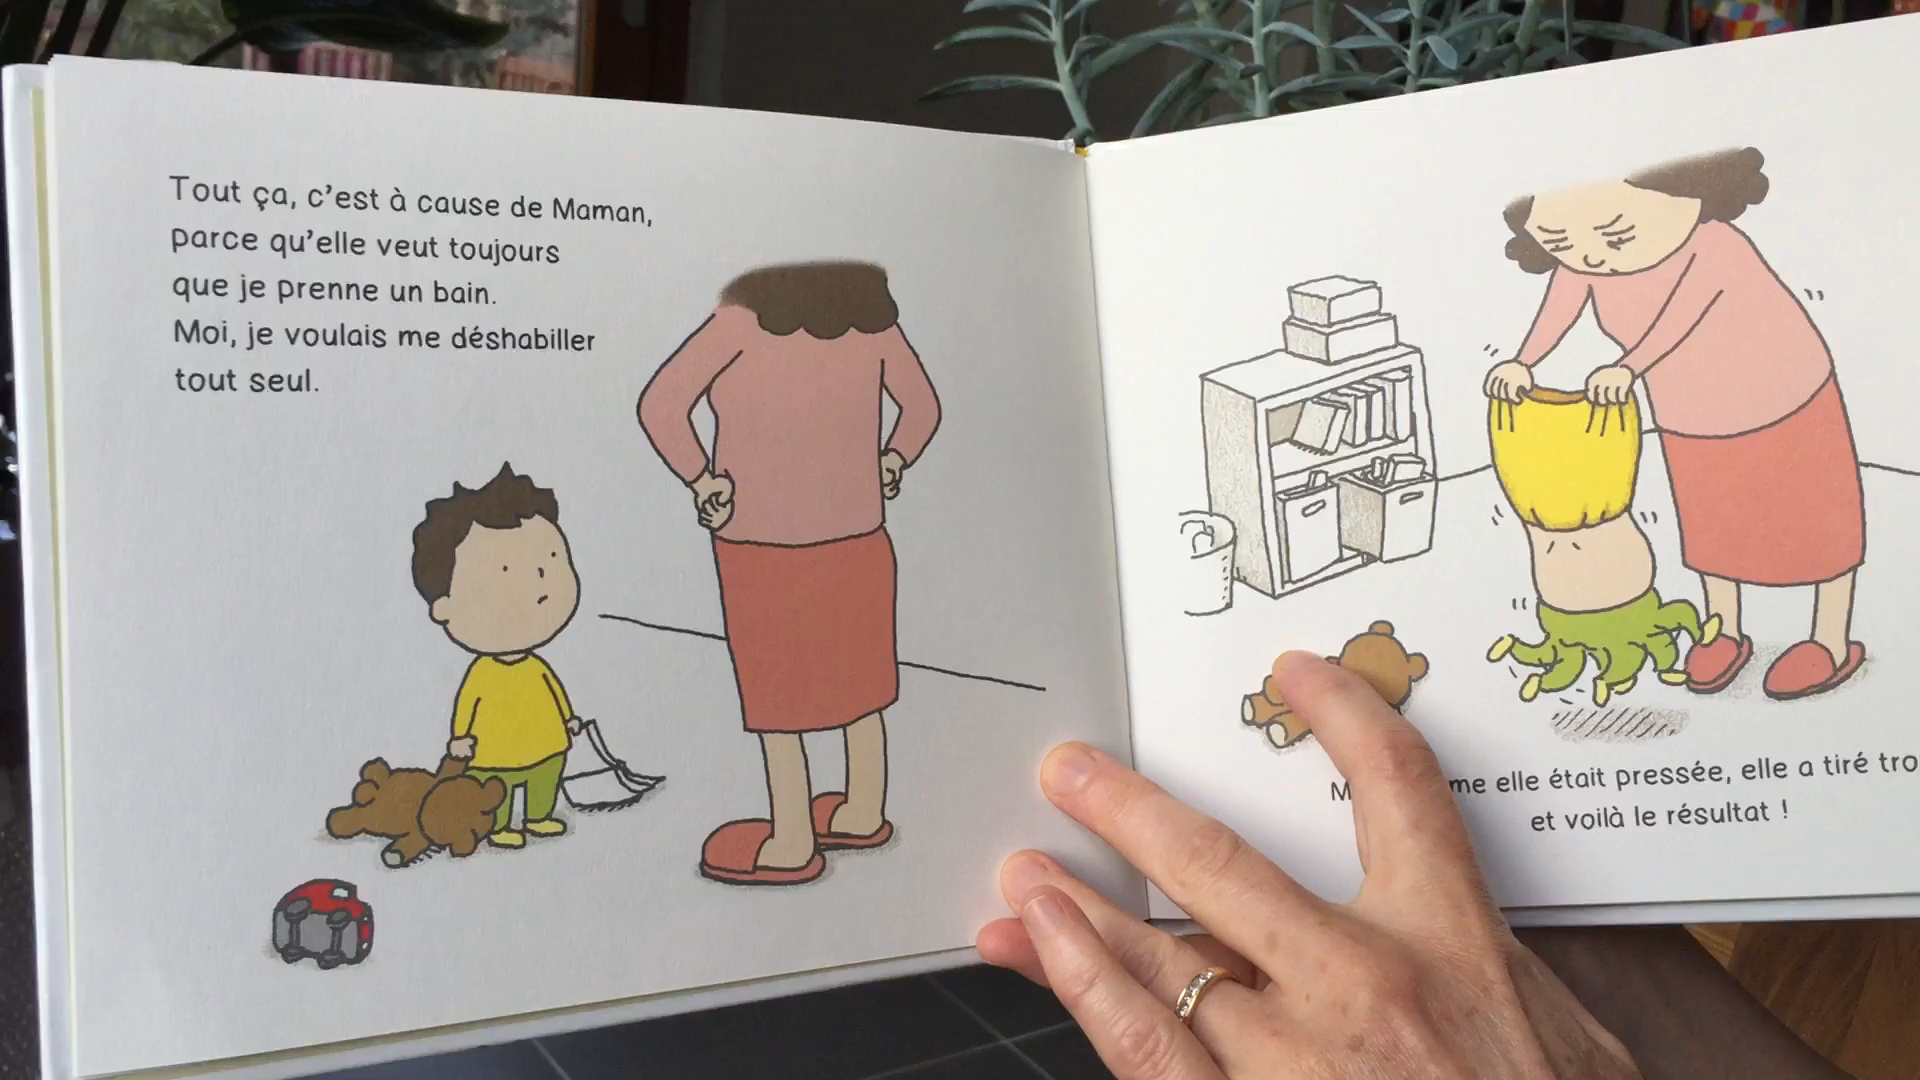 Tout ça, c'est à cause de Maman,
parce qu'elle veut toujours
que je prenne un bain.
Moi, je voulais me déshabiller
tout seul.
elle était pressée, elle a tiré
et voilà le résultat !